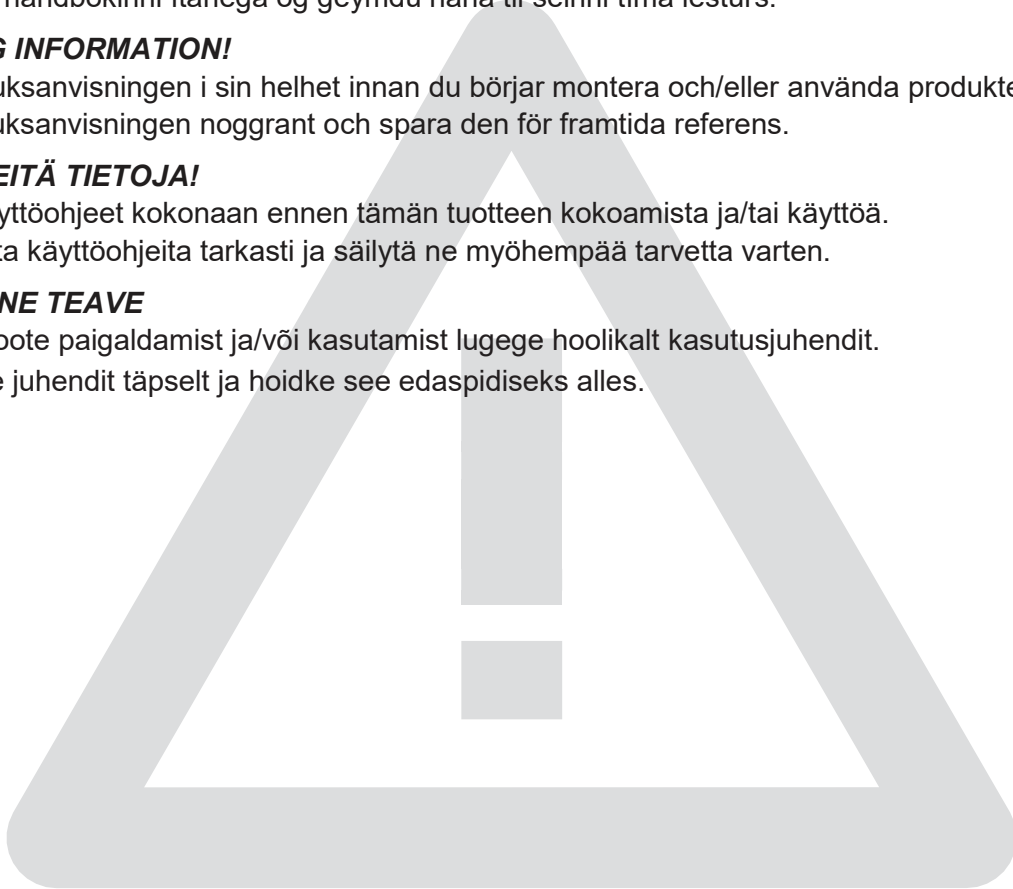 handbókinni ítarlega og geymdu hana til seinni tíma lesturs.
G INFORMATION!
uksanvisningen i sin helhet innan du börjar montera och/eller använda produkte
uksanvisningen noggrant och spara den för framtida referens.
EITÄ TIETOJA!
yttöohjeet kokonaan ennen tämän tuotteen kokoamista ja/tai käyttöä.
ta käyttöohjeita tarkasti ja säilytä ne myöhempää tarvetta varten.
NE TEAVE
oote paigaldamist ja/või kasutamist lugege hoolikalt kasutusjuhendit.
e juhendit täpselt ja hoidke see edaspidiseks alles.